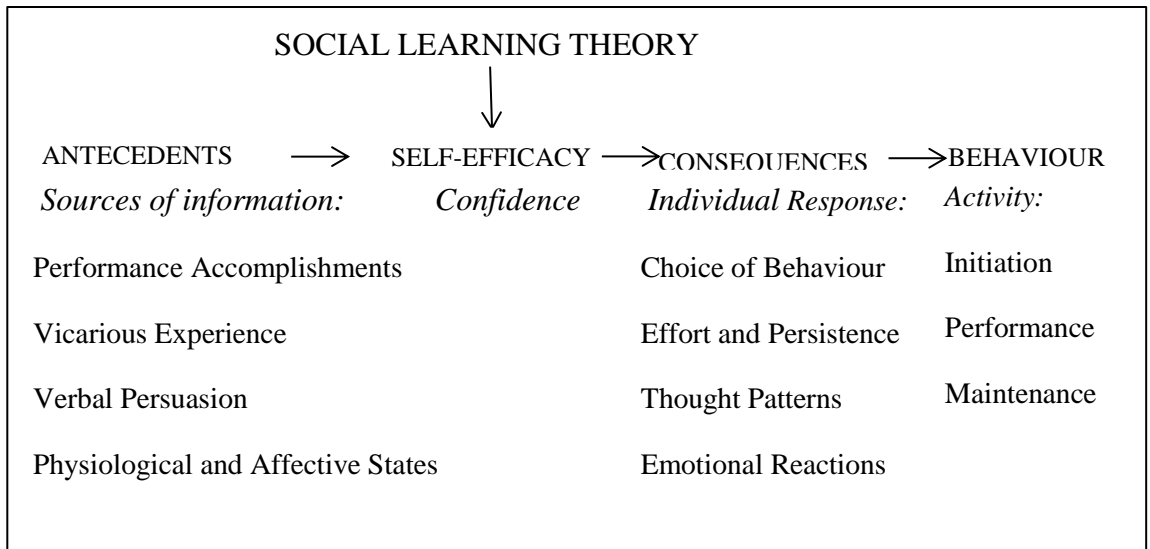 SOCIAL LEARNING THEORY
ANTECEDENTS SELF-EFFICACY CONSEQUENCES BEHAVIOUR
Sources of information: Confidence Individual Response: Activity:
Performance Accomplishments Choice of Behaviour Initiation
Vicarious Experience Effort and Persistence Performance
Verbal Persuasion Thought Patterns Maintenance
Physiological and Affective States Emotional Reactions